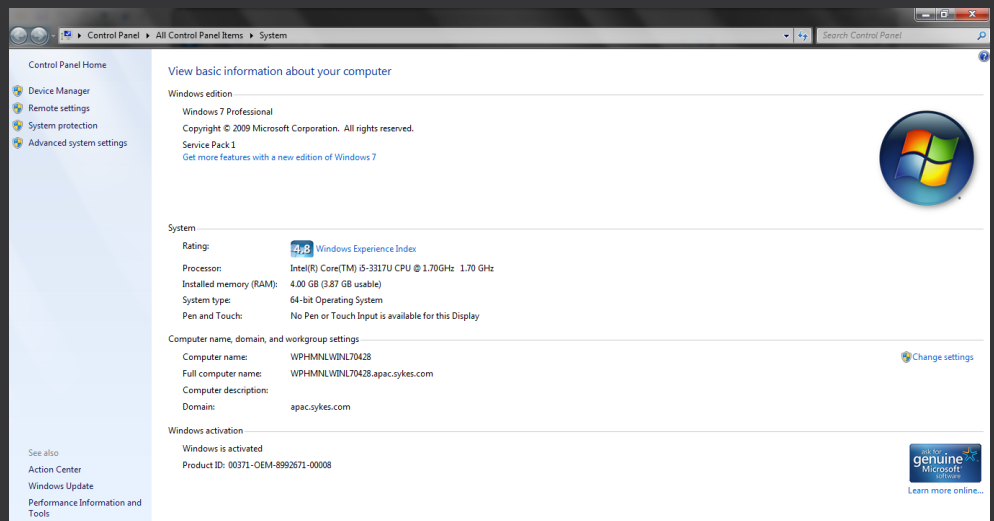 Control Panel ▸ All Control Panel Items ▸ System
Search Control Panel
Control Panel Home
Device Manager
Remote settings
System protection
Advanced system settings
View basic information about your computer
Windows edition
Windows 7 Professional
Copyright © 2009 Microsoft Corporation. All rights reserved.
Service Pack 1
Get more features with a new edition of Windows 7
System
Rating: 4,8 Windows Experience Index
Processor: Intel(R) Core(TM) i5-3317U CPU @ 1.70GHz 1.70 GHz
Installed memory (RAM): 4.00 GB (3.87 GB usable)
System type: 64-bit Operating System
Pen and Touch: No Pen or Touch Input is available for this Display
Computer name, domain, and workgroup settings
Computer name: WPHMNLWINL70428
Change settings
Full computer name: WPHMNLWINL70428.apac.sykes.com
Computer description:
Domain: apac.sykes.com
Windows activation
Windows is activated
Product ID: 00371-OEM-8992671-00008
ask for
genuine
Microsoft
software
Learn more online...
See also
Action Center
Windows Update
Performance Information and
Tools